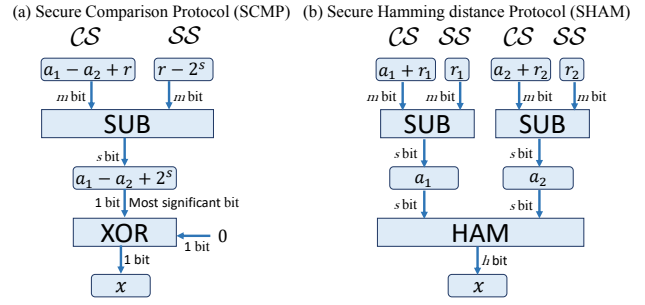 (a) Secure Comparison Protocol (SCMP)
(b) Secure Hamming distance Protocol (SHAM)
𝒞𝒮 𝒮𝒮 𝒞𝒮 𝒮𝒮 𝒞𝒮 𝒮𝒮
a₁ − a₂ + r
r − 2ˢ
a₁ + r₁
r₁
a₂ + r₂
r₂
m bit
m bit
m bit
m bit
m bit
m bit
SUB
SUB
SUB
s bit
s bit
s bit
a₁ − a₂ + 2ˢ
a₁
a₂
1 bit
Most significant bit
s bit
s bit
XOR
0
1 bit
HAM
1 bit
h bit
x
x